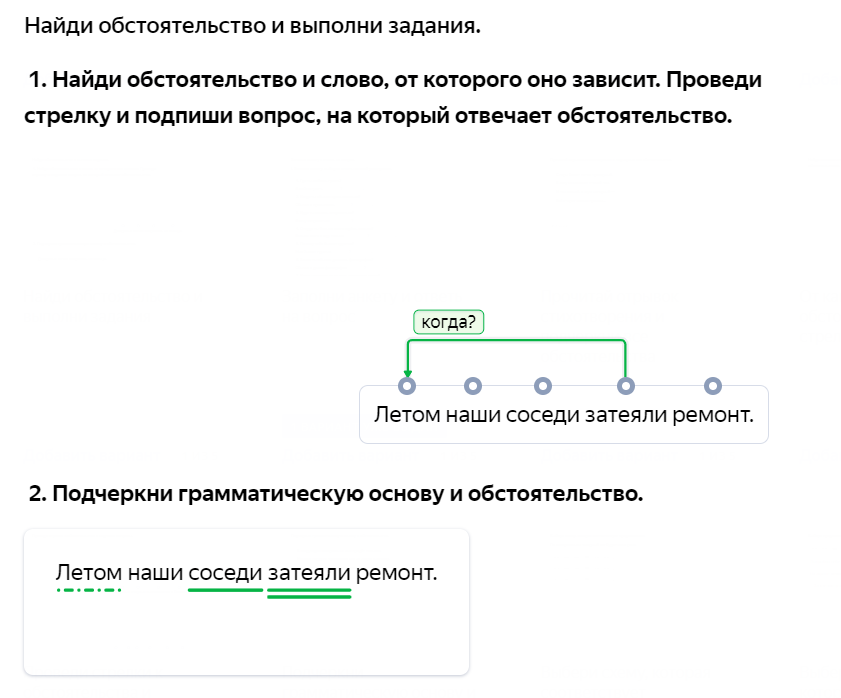 Найди обстоятельство и выполни задания.
1. Найди обстоятельство и слово, от которого оно зависит. Проведи
стрелку и подпиши вопрос, на который отвечает обстоятельство.
когда?
Летом наши соседи затеяли ремонт.
2. Подчеркни грамматическую основу и обстоятельство.
Летом наши соседи затеяли ремонт.